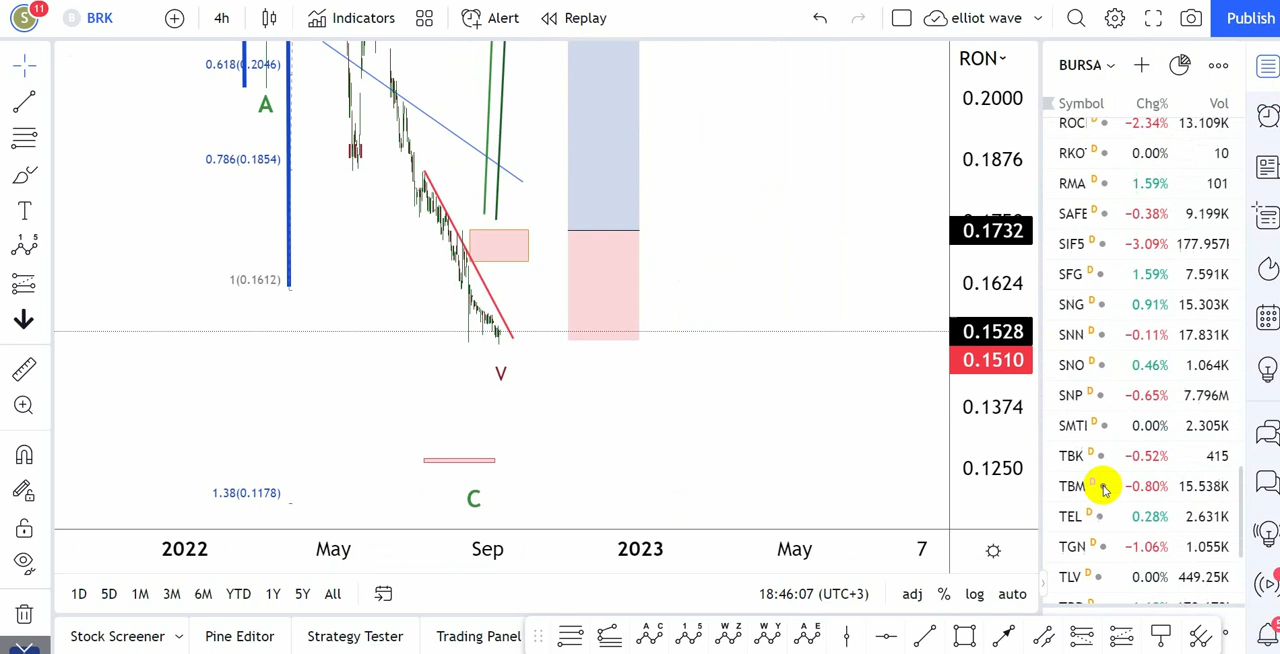 S 11 B BRK 4h Indicators Alert Replay elliot wave Publish
RON
0.2000
0.1876
0.1732
0.1624
0.1528
0.1510
0.1374
0.1250
0.618(0.2046)
A
0.786(0.1854)
1(0.1612)
V
C
1.38(0.1178)
2022 May Sep 2023 May 7
1D 5D 1M 3M 6M YTD 1Y 5Y All 18:46:07 (UTC+3) adj % log auto
Stock Screener Pine Editor Strategy Tester Trading Panel
A C
1 5
W Z
W Y
A E
BURSA
Symbol Chg% Vol
ROC D −2.34% 13.109K
RKO D 0.00% 10
RMA D 1.59% 101
SAFE D −0.38% 9.199K
SIF5 D −3.09% 177.957K
SFG D 1.59% 7.591K
SNG D 0.91% 15.303K
SNN D −0.11% 17.831K
SNO D 0.46% 1.064K
SNP D −0.65% 7.796M
SMTI D 0.00% 2.305K
TBK D −0.52% 415
TBM D −0.80% 15.538K
TEL D 0.28% 2.631K
TGN D −1.06% 1.055K
TLV D 0.00% 449.25K